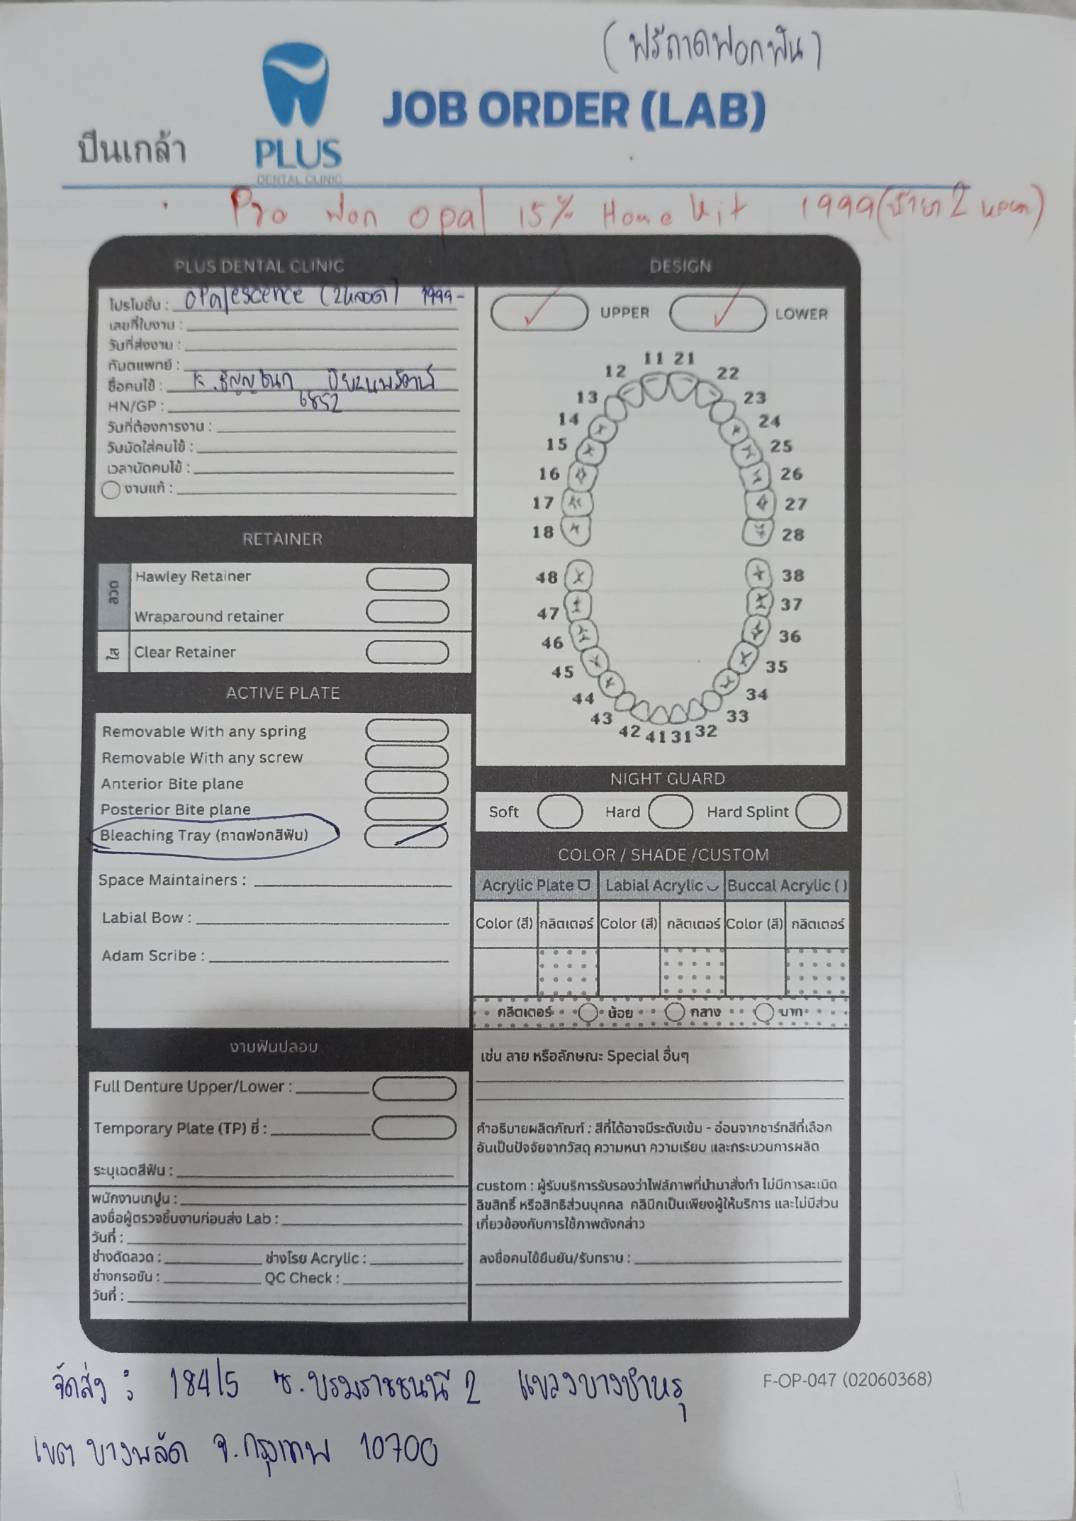 (ฟรีถาดฟอกฟัน)
JOB ORDER (LAB)
ปิ่นเกล้า
PLUS
DENTAL CLINIC
Pro ฟอก opal 15% Home kit 1999 (
PLUS DENTAL CLINIC
โปรโมชั่น : Opalescence (2หลอด) 1999-
เลขที่ใบงาน :
วันที่ส่งงาน :
ทันตแพทย์ :
ชื่อคนไข้ : K. ธัญชนก
HN/GP : 6852
วันที่ต้องการงาน :
วันนัดใส่คนไข้ :
เวลานัดคนไข้ :
งานแก้ :
DESIGN
UPPER
LOWER
11 21
12 22
13 23
14 24
15 25
16 26
17 27
18 28
48 38
47 37
46 36
45 35
44 34
43 33
42 41 31 32
RETAINER
ลวด
Hawley Retainer
Wraparound retainer
ใส
Clear Retainer
ACTIVE PLATE
Removable With any spring
Removable With any screw
Anterior Bite plane
Posterior Bite plane
Bleaching Tray (ถาดฟอกสีฟัน)
Space Maintainers :
Labial Bow :
Adam Scribe :
NIGHT GUARD
Soft Hard Hard Splint
COLOR / SHADE /CUSTOM
Acrylic Plate Labial Acrylic Buccal Acrylic ( )
Color (สี) กลิตเตอร์ Color (สี) กลิตเตอร์ Color (สี) กลิตเตอร์
กลิตเตอร์ น้อย กลาง มาก
เช่น ลาย หรือลักษณะ Special อื่นๆ
คำอธิบายผลิตภัณฑ์ : สีที่ได้อาจมีระดับเข้ม - อ่อนจากชาร์ทสีที่เลือก
อันเป็นปัจจัยจากวัสดุ ความหนา ความเรียบ และกระบวนการผลิต
custom : ผู้รับบริการรับรองว่าไฟล์ภาพที่นำมาสั่งทำ ไม่มีการละเมิด
ลิขสิทธิ์ หรือสิทธิส่วนบุคคล คลินิกเป็นเพียงผู้ให้บริการ และไม่มีส่วน
เกี่ยวข้องกับการใช้ภาพดังกล่าว
ลงชื่อคนไข้ยืนยัน/รับทราบ :
งานฟันปลอม
Full Denture Upper/Lower :
Temporary Plate (TP) ซี่ :
ระบุเฉดสีฟัน :
พนักงานเทปูน :
ลงชื่อผู้ตรวจชิ้นงานก่อนส่ง Lab :
วันที่ :
ช่างดัดลวด : ช่างโรย Acrylic :
ช่างกรอขัน : QC Check :
วันที่ :
F-OP-047 (02060368)
จัดส่ง : 184/5 ซ.บรมราชชนนี 2 แขวงบางบำหรุ
เขต บางพลัด จ.กรุงเทพ 10700